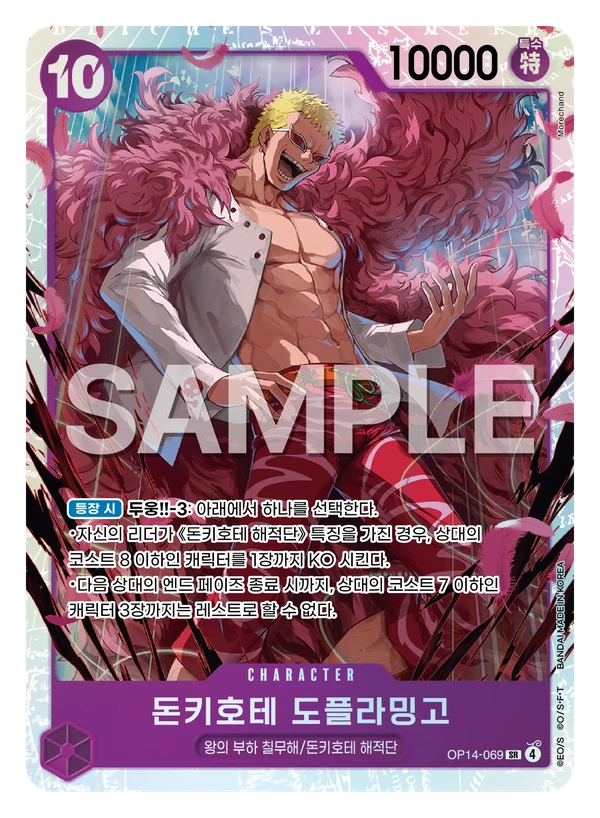 10
10000
특수
特
Morechand
SAMPLE
등장 시 두웅!!-3: 아래에서 하나를 선택한다.
•자신의 리더가 《돈키호테 해적단》 특징을 가진 경우, 상대의
코스트 8 이하인 캐릭터를 1장까지 KO 시킨다.
•다음 상대의 엔드 페이즈 종료 시까지, 상대의 코스트 7 이하인
캐릭터 3장까지는 레스트로 할 수 없다.
CHARACTER
돈키호테 도플라밍고
왕의 부하 칠무해/돈키호테 해적단
OP14-069 SR 4
©E.O/S ©O/S·F·T BANDAI MADE IN KOREA